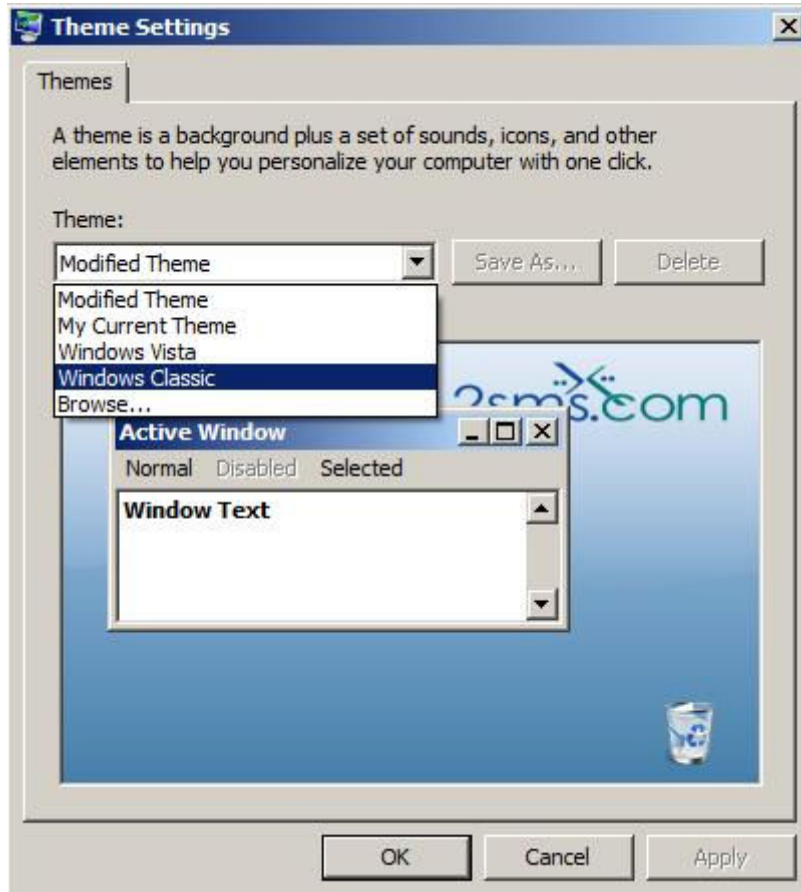 Theme Settings
Themes
A theme is a background plus a set of sounds, icons, and other
elements to help you personalize your computer with one click.
Theme:
Modified Theme
Save As...
Delete
Modified Theme
My Current Theme
Windows Vista
Windows Classic
Browse...
2sms.com
Active Window
Normal Disabled Selected
Window Text
OK
Cancel
Apply